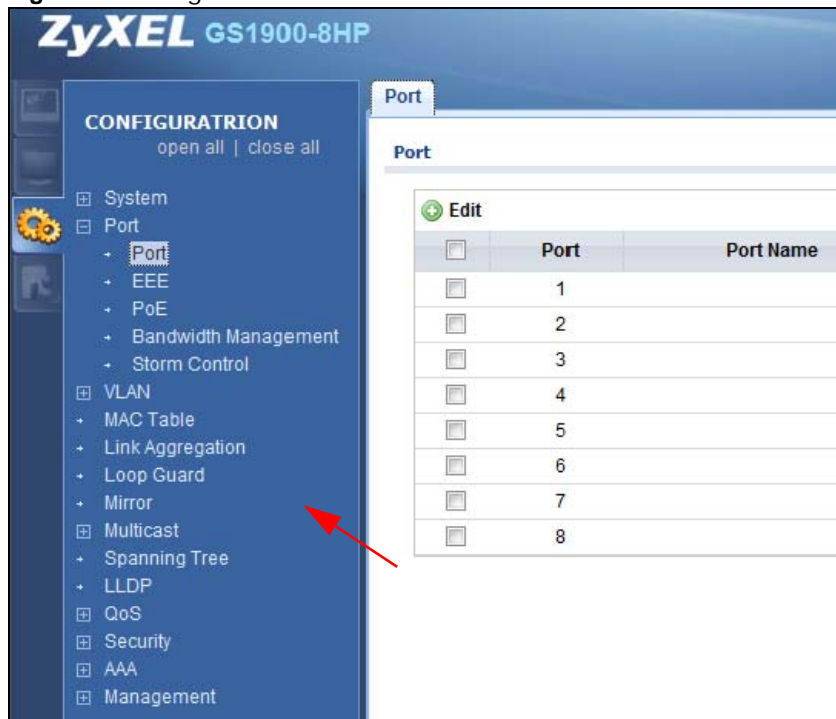 ZyXEL GS1900-8HP
CONFIGURATRION
open all | close all
System
Port
Port
EEE
PoE
Bandwidth Management
Storm Control
VLAN
MAC Table
Link Aggregation
Loop Guard
Mirror
Multicast
Spanning Tree
LLDP
QoS
Security
AAA
Management
Port
Port
Edit
Port Port Name
1
2
3
4
5
6
7
8